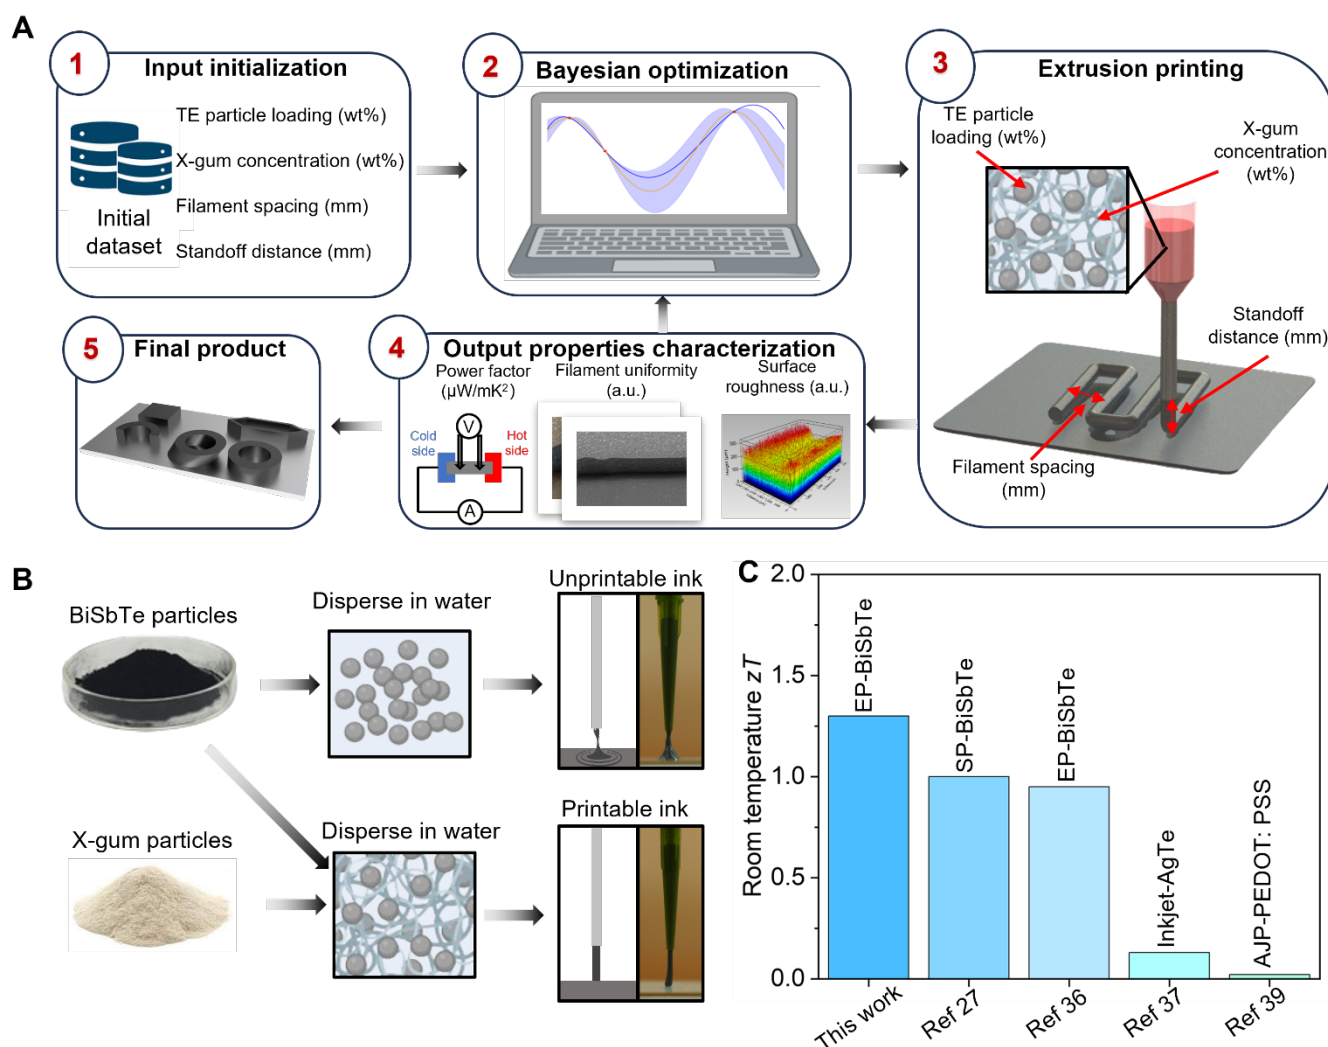 A
1
Input initialization
Initial
dataset
TE particle loading (wt%)
X-gum concentration (wt%)
Filament spacing (mm)
Standoff distance (mm)
2
Bayesian optimization
3
Extrusion printing
TE particle
loading (wt%)
X-gum
concentration
(wt%)
Standoff
distance (mm)
Filament spacing
(mm)
4
Output properties characterization
Power factor
(µW/mK²)
V
Cold
side
Hot
side
A
Filament uniformity
(a.u.)
Surface
roughness (a.u.)
5
Final product
B
BiSbTe particles
Disperse in water
Unprintable ink
X-gum particles
Disperse in water
Printable ink
C
Room temperature zT
2.0
1.5
1.0
0.5
0.0
EP-BiSbTe
SP-BiSbTe
EP-BiSbTe
Inkjet-AgTe
AJP-PEDOT: PSS
This work
Ref 27
Ref 36
Ref 37
Ref 39